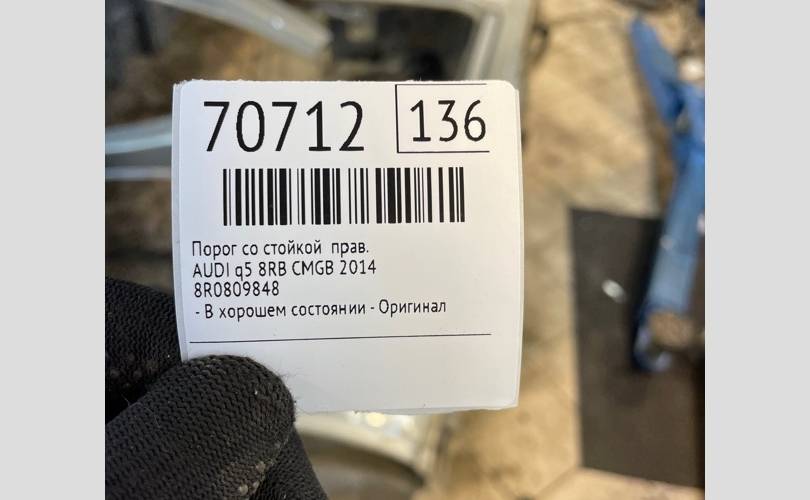 70712 136
Порог со стойкой прав.
AUDI q5 8RB CMGB 2014
8R0809848
- В хорошем состоянии - Оригинал